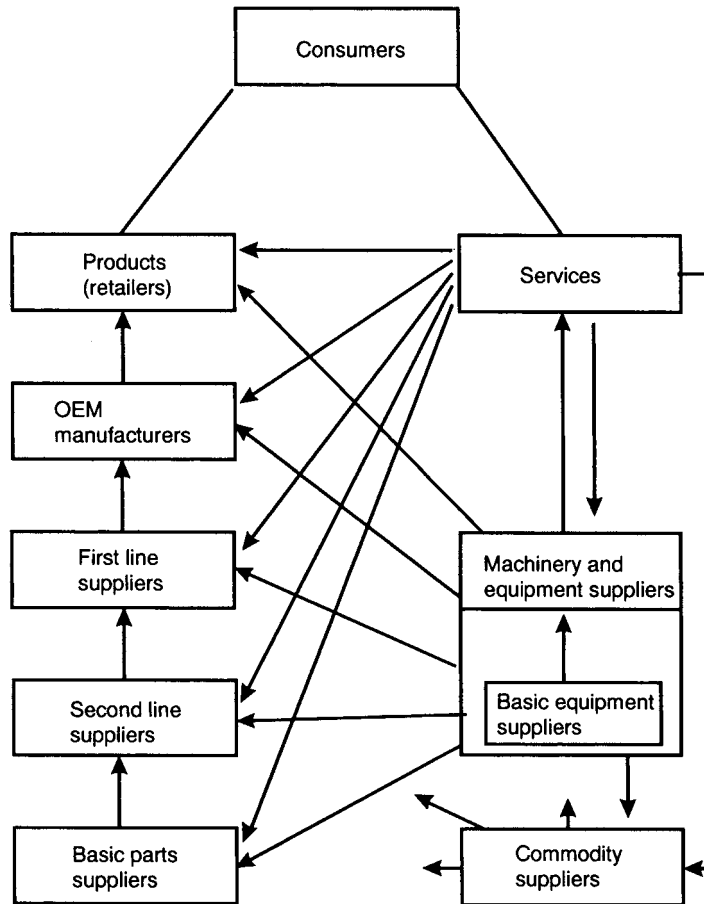 Consumers
Products
(retailers)
Services
OEM
manufacturers
First line
suppliers
Machinery and
equipment suppliers
Second line
suppliers
Basic equipment
suppliers
Basic parts
suppliers
Commodity
suppliers